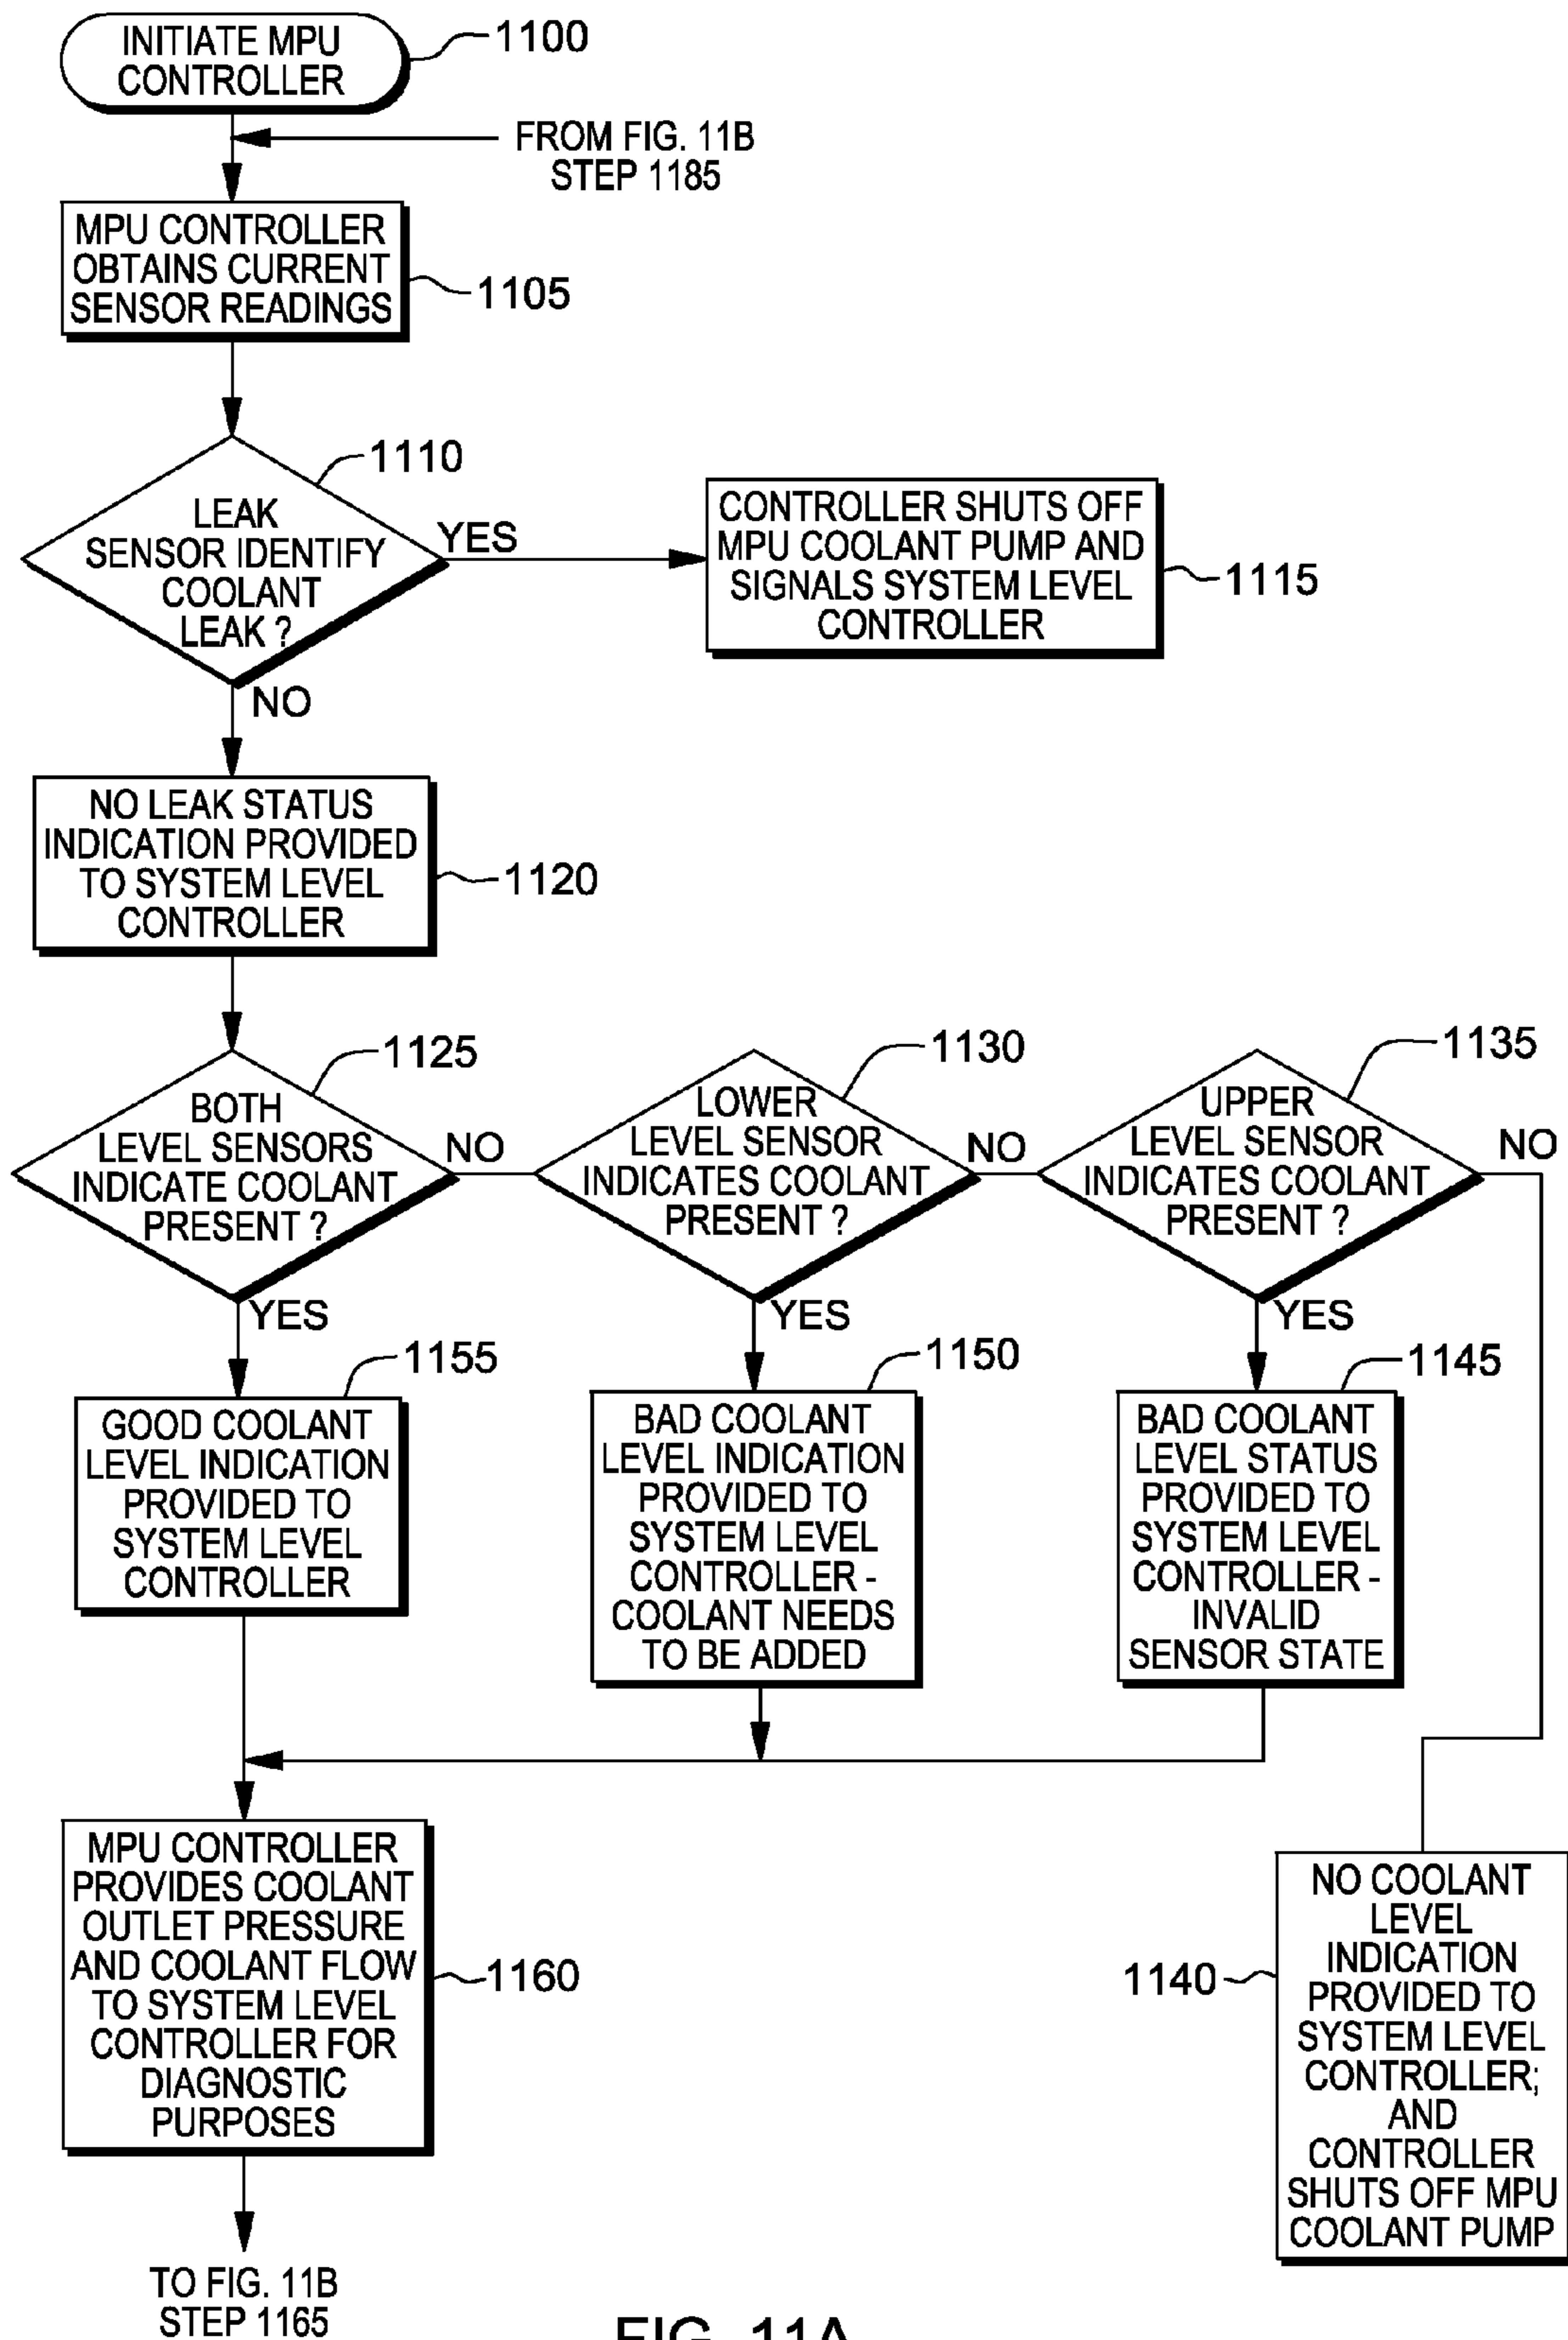 INITIATE MPU
CONTROLLER
1100
FROM FIG. 11B
STEP 1185
MPU CONTROLLER
OBTAINS CURRENT
SENSOR READINGS
1105
1110
LEAK
SENSOR IDENTIFY
COOLANT
LEAK ?
YES
CONTROLLER SHUTS OFF
MPU COOLANT PUMP AND
SIGNALS SYSTEM LEVEL
CONTROLLER
1115
NO
NO LEAK STATUS
INDICATION PROVIDED
TO SYSTEM LEVEL
CONTROLLER
1120
1125
BOTH
LEVEL SENSORS
INDICATE COOLANT
PRESENT ?
NO
1130
LOWER
LEVEL SENSOR
INDICATES COOLANT
PRESENT ?
NO
1135
UPPER
LEVEL SENSOR
INDICATES COOLANT
PRESENT ?
NO
YES
YES
YES
1155
GOOD COOLANT
LEVEL INDICATION
PROVIDED TO
SYSTEM LEVEL
CONTROLLER
1150
BAD COOLANT
LEVEL INDICATION
PROVIDED TO
SYSTEM LEVEL
CONTROLLER -
COOLANT NEEDS
TO BE ADDED
1145
BAD COOLANT
LEVEL STATUS
PROVIDED TO
SYSTEM LEVEL
CONTROLLER -
INVALID
SENSOR STATE
MPU CONTROLLER
PROVIDES COOLANT
OUTLET PRESSURE
AND COOLANT FLOW
TO SYSTEM LEVEL
CONTROLLER FOR
DIAGNOSTIC
PURPOSES
1160
1140
NO COOLANT
LEVEL
INDICATION
PROVIDED TO
SYSTEM LEVEL
CONTROLLER;
AND
CONTROLLER
SHUTS OFF MPU
COOLANT PUMP
TO FIG. 11B
STEP 1165
FIG. 11A